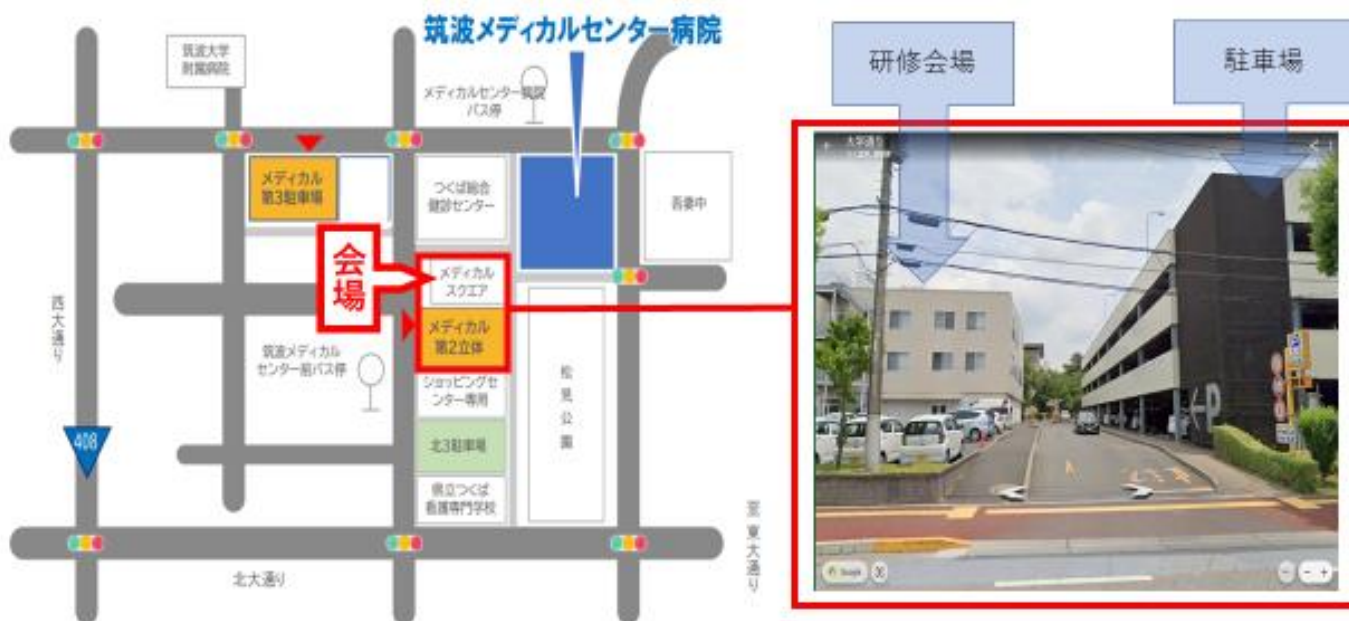 筑波メディカルセンター病院
筑波大学
附属病院
メディカルセンター病院
バス停
メディカル
第3駐車場
つくば総合
健診センター
吾妻中
会場
メディカル
スクエア
メディカル
第2立体
西大通り
筑波メディカル
センター前バス停
ショッピングセ
ンター専用
松見公園
408
北3駐車場
県立つくば
看護専門学校
至東大通り
北大通り
研修会場
駐車場
大学通り
P
Google